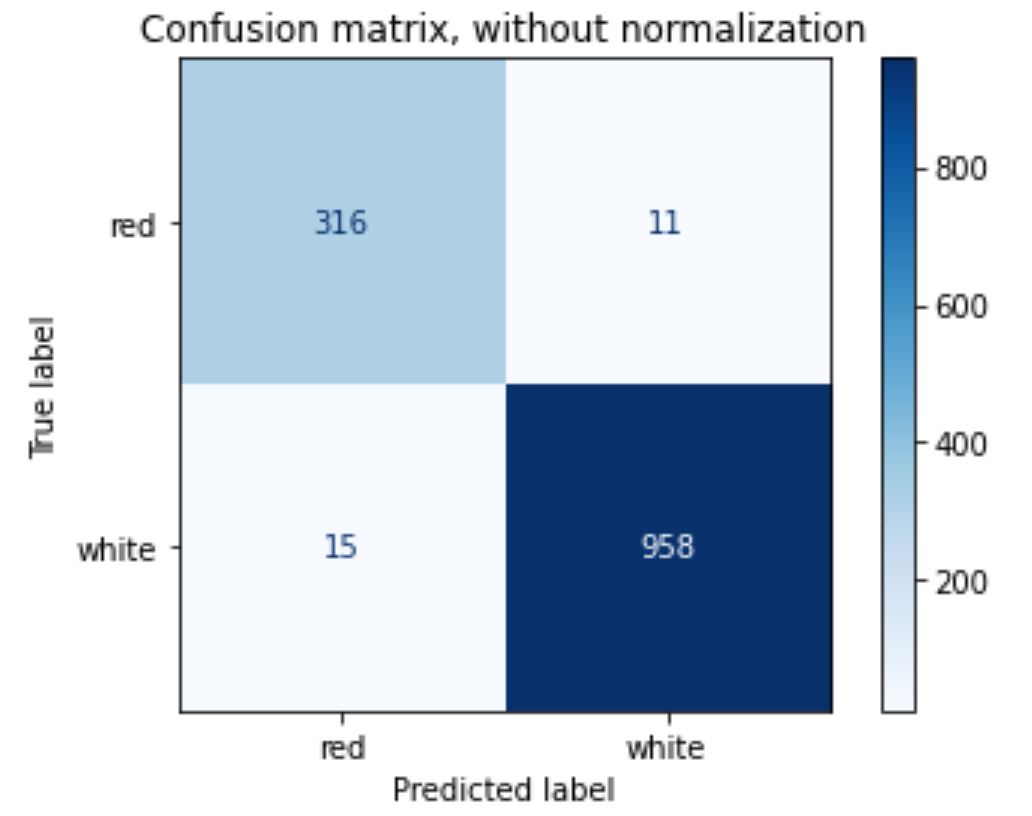 Confusion matrix, without normalization
red
316
11
white
15
958
True label
red
white
Predicted label
800
600
400
200